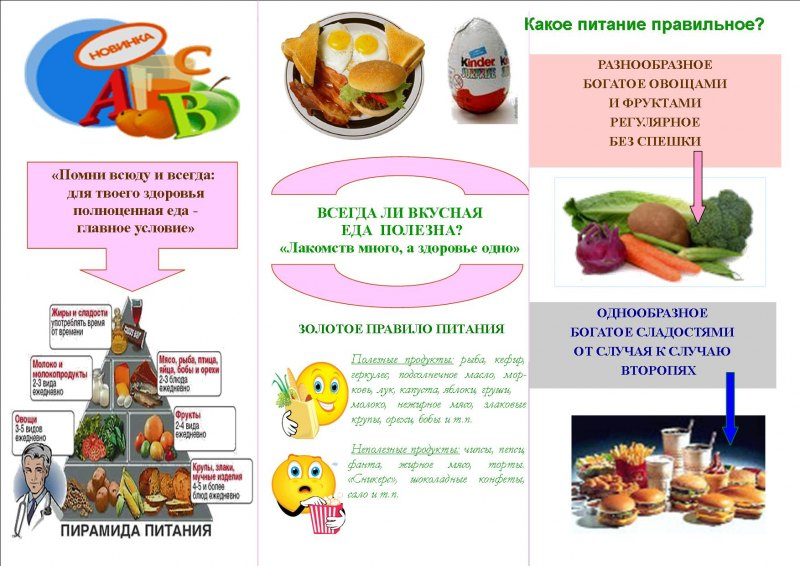 НОВИНКА
А
С
В
«Помни всюду и всегда:
для твоего здоровья
полноценная еда -
главное условие»
Жиры и сладости
употреблять время
от времени
Молоко и
молокопродукты
2-3 вида
ежедневно
Мясо, рыба, птица,
яйца, бобы и орехи
2-3 блюда
ежедневно
Овощи
3-5 видов
ежедневно
Фрукты
2-4 вида
ежедневно
Крупы, злаки,
мучные изделия
4-5 и более
блюд ежедневно
ПИРАМИДА ПИТАНИЯ
Kinder
SURPRISE
ВСЕГДА ЛИ ВКУСНАЯ
ЕДА ПОЛЕЗНА?
«Лакомств много, а здоровье одно»
ЗОЛОТОЕ ПРАВИЛО ПИТАНИЯ
Полезные продукты: рыба, кефир,
геркулес, подсолнечное масло, мор-
ковь, лук, капуста, яблоки, груши,
молоко, нежирное мясо, злаковые
крупы, орехи, бобы и т.п.
Неполезные продукты: чипсы, пепси,
фанта, жирное мясо, торты.
«Сникерс», шоколадные конфеты,
сало и т.п.
Какое питание правильное?
РАЗНООБРАЗНОЕ
БОГАТОЕ ОВОЩАМИ
И ФРУКТАМИ
РЕГУЛЯРНОЕ
БЕЗ СПЕШКИ
ОДНООБРАЗНОЕ
БОГАТОЕ СЛАДОСТЯМИ
ОТ СЛУЧАЯ К СЛУЧАЮ
ВТОРОПЯХ